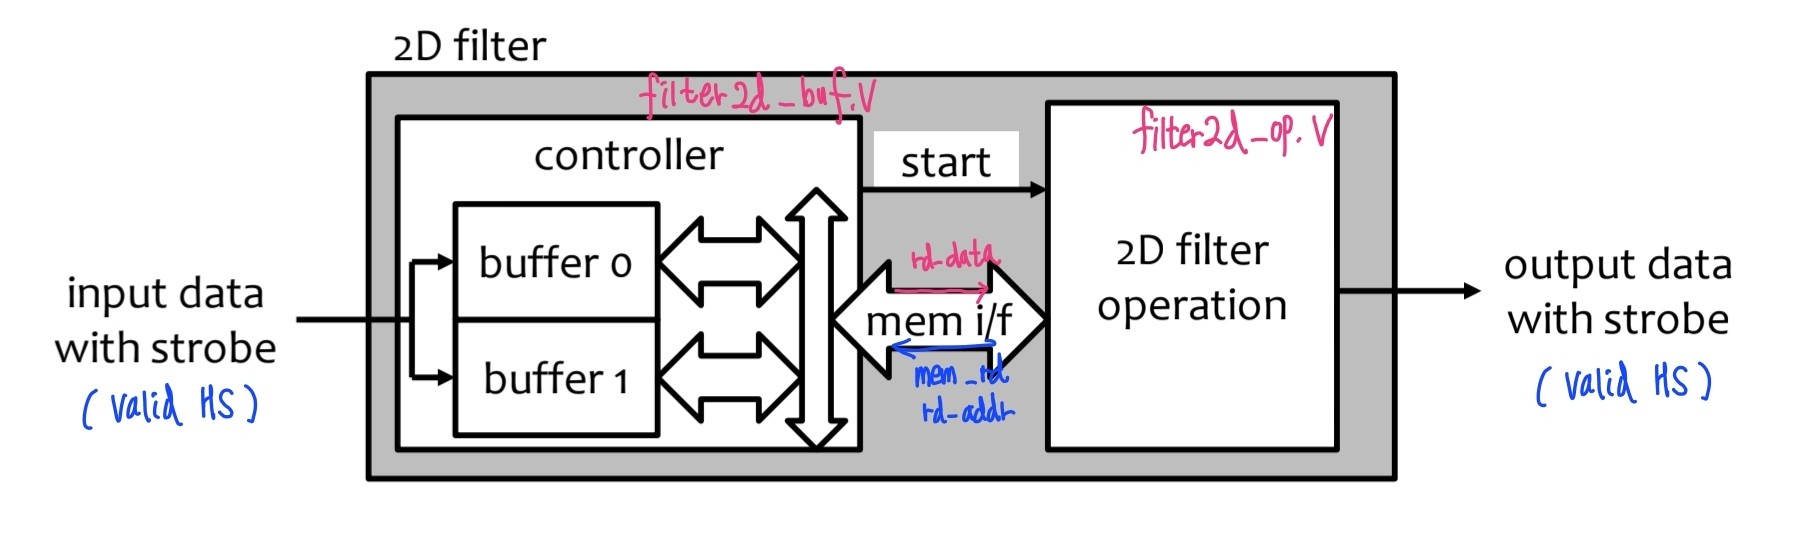 2D filter
filter2d_buf.V
controller
start
filter2d_op.V
buffer 0
buffer 1
rd-data
mem i/f
mem_rd
rd-addr
2D filter
operation
input data
with strobe
(valid HS)
output data
with strobe
(valid HS)